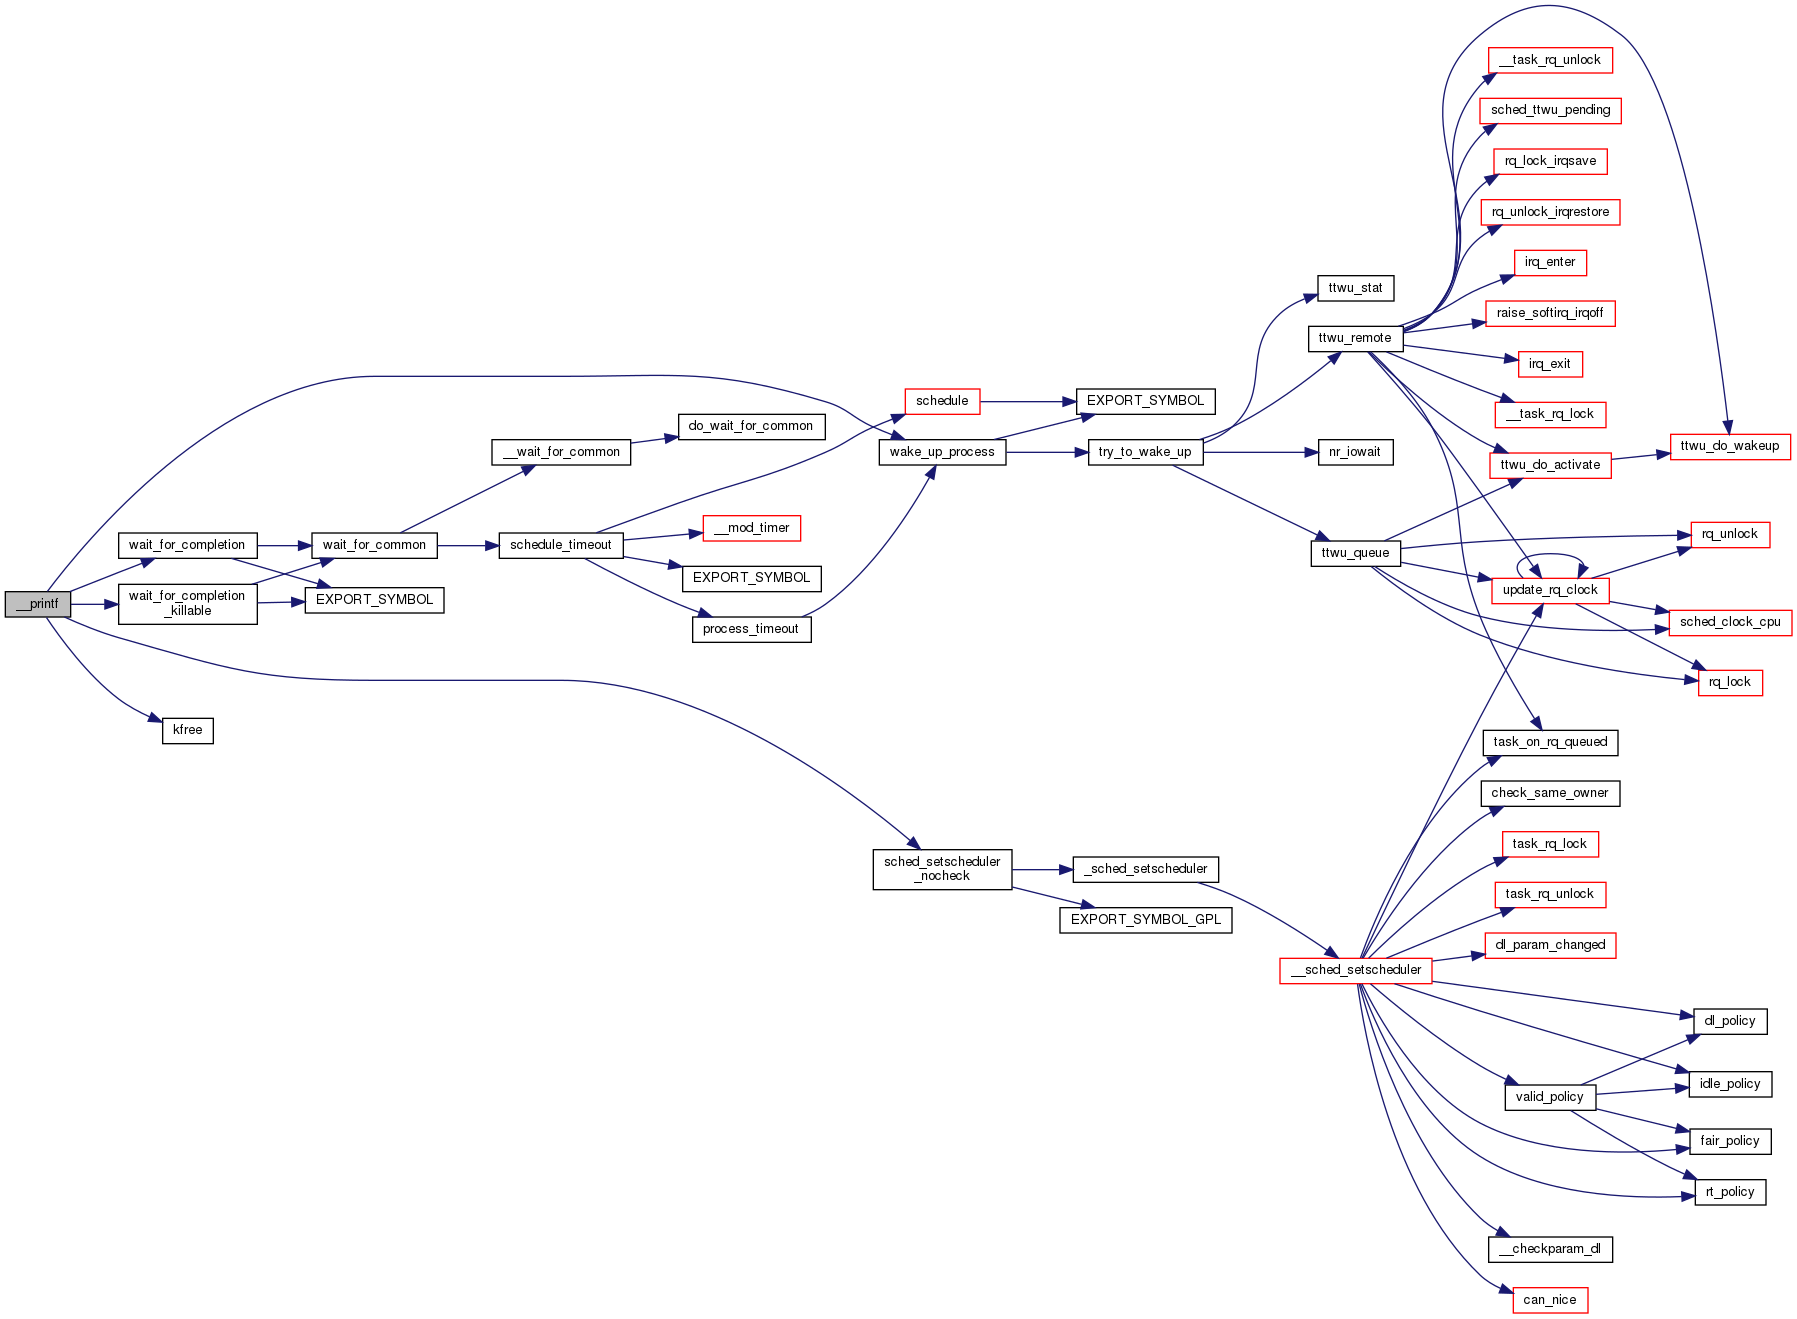 __printf
wait_for_completion
wait_for_completion
_killable
kfree
wait_for_common
EXPORT_SYMBOL
__wait_for_common
schedule_timeout
do_wait_for_common
__mod_timer
EXPORT_SYMBOL
process_timeout
schedule
wake_up_process
sched_setscheduler
_nocheck
EXPORT_SYMBOL
try_to_wake_up
_sched_setscheduler
EXPORT_SYMBOL_GPL
ttwu_stat
ttwu_remote
nr_iowait
ttwu_queue
__sched_setscheduler
__task_rq_unlock
sched_ttwu_pending
rq_lock_irqsave
rq_unlock_irqrestore
irq_enter
raise_softirq_irqoff
irq_exit
__task_rq_lock
ttwu_do_activate
update_rq_clock
task_on_rq_queued
check_same_owner
task_rq_lock
task_rq_unlock
dl_param_changed
valid_policy
__checkparam_dl
can_nice
ttwu_do_wakeup
rq_unlock
sched_clock_cpu
rq_lock
dl_policy
idle_policy
fair_policy
rt_policy